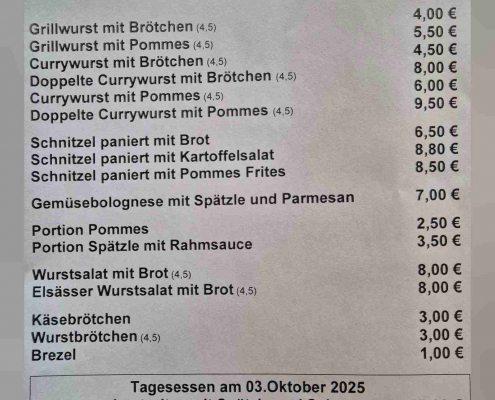 Grillwurst mit Brötchen (4,5) 4,00 €
Grillwurst mit Pommes (4,5) 5,50 €
Currywurst mit Brötchen (4,5) 4,50 €
Doppelte Currywurst mit Brötchen (4,5) 8,00 €
Currywurst mit Pommes (4,5) 6,00 €
Doppelte Currywurst mit Pommes (4,5) 9,50 €
Schnitzel paniert mit Brot 6,50 €
Schnitzel paniert mit Kartoffelsalat 8,80 €
Schnitzel paniert mit Pommes Frites 8,50 €
Gemüsebolognese mit Spätzle und Parmesan 7,00 €
Portion Pommes 2,50 €
Portion Spätzle mit Rahmsauce 3,50 €
Wurstsalat mit Brot (4,5) 8,00 €
Elsässer Wurstsalat mit Brot (4,5) 8,00 €
Käsebrötchen 3,00 €
Wurstbrötchen (4,5) 3,00 €
Brezel 1,00 €
Tagesessen am 03.Oktober 2025